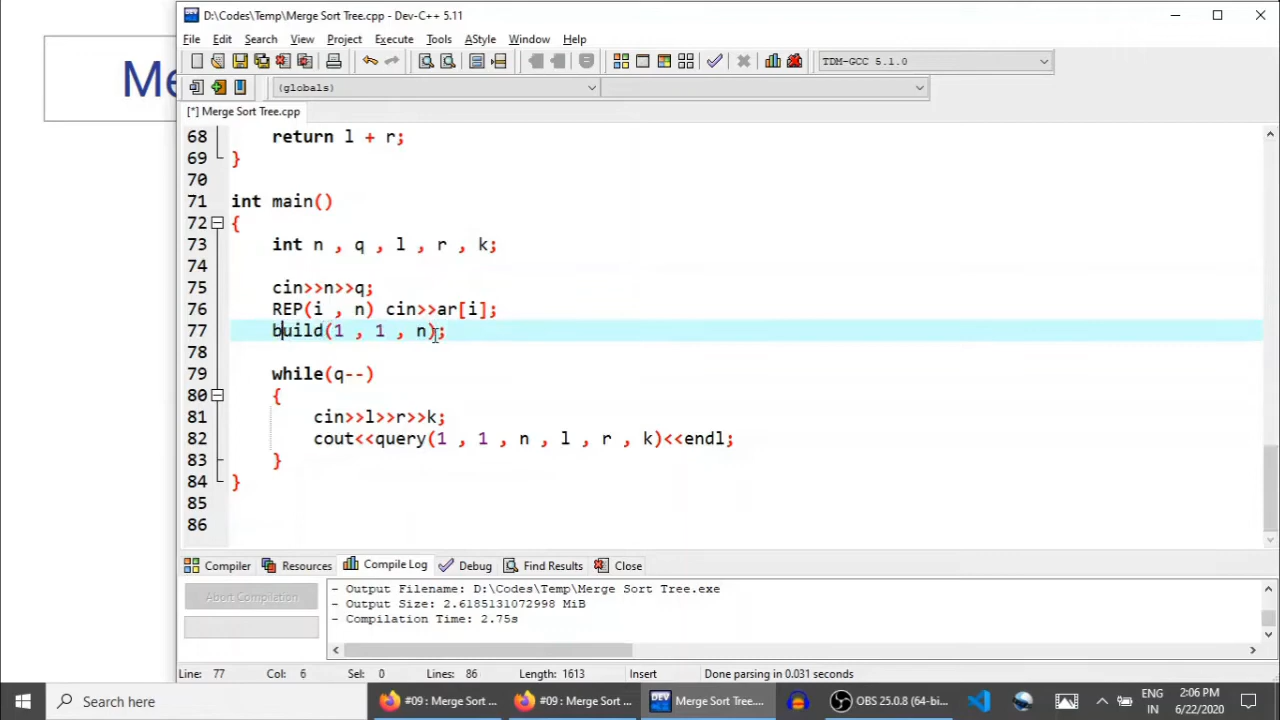 Me
D:\Codes\Temp\Merge Sort Tree.cpp - Dev-C++ 5.11
File Edit Search View Project Execute Tools AStyle Window Help
TDM-GCC 5.1.0
(globals)
[*] Merge Sort Tree.cpp
68 return l + r;
69 }
70
71 int main()
72 {
73 int n , q , l , r , k;
74
75 cin>>n>>q;
76 REP(i , n) cin>>ar[i];
77 build(1 , 1 , n);
78
79 while(q--)
80 {
81 cin>>l>>r>>k;
82 cout<<query(1 , 1 , n , l , r , k)<<endl;
83 }
84 }
85
86
Compiler Resources Compile Log Debug Find Results Close
Abort Compilation
- Output Filename: D:\Codes\Temp\Merge Sort Tree.exe
- Output Size: 2.6185131072998 MiB
- Compilation Time: 2.75s
Line: 77 Col: 6 Sel: 0 Lines: 86 Length: 1613 Insert Done parsing in 0.031 seconds
Search here #09 : Merge Sort ... #09 : Merge Sort ... DEV Merge Sort Tree.... OBS 25.0.8 (64-bi... ENG IN 2:06 PM 6/22/2020